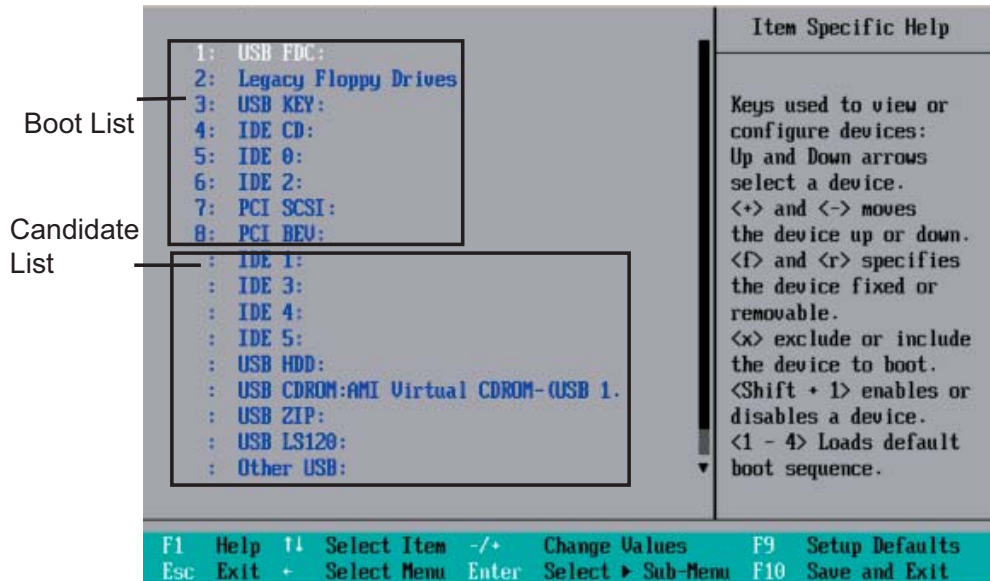 Item Specific Help
1: USB FDC:
2: Legacy Floppy Drives
3: USB KEY:
4: IDE CD:
5: IDE 0:
6: IDE 2:
7: PCI SCSI:
8: PCI BEV:
: IDE 1:
: IDE 3:
: IDE 4:
: IDE 5:
: USB HDD:
: USB CDROM:AMI Virtual CDROM-(USB 1.
: USB ZIP:
: USB LS120:
: Other USB:
Boot List
Candidate
List
Keys used to view or
configure devices:
Up and Down arrows
select a device.
<+> and <-> moves
the device up or down.
<f> and <r> specifies
the device fixed or
removable.
<x> exclude or include
the device to boot.
<Shift + 1> enables or
disables a device.
<1 - 4> Loads default
boot sequence.
F1 Help ↑↓ Select Item -/+ Change Values F9 Setup Defaults
Esc Exit ← Select Menu Enter Select ▶ Sub-Menu F10 Save and Exit